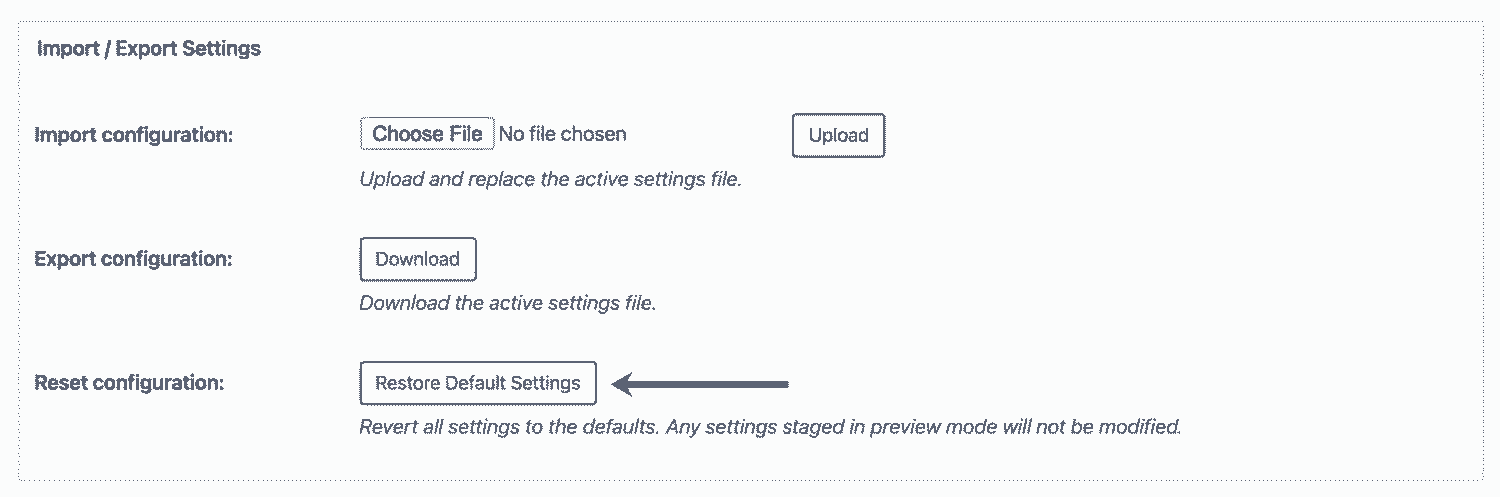 Import / Export Settings
Import configuration: Choose File No file chosen Upload
Upload and replace the active settings file.
Export configuration: Download
Download the active settings file.
Reset configuration: Restore Default Settings
Revert all settings to the defaults. Any settings staged in preview mode will not be modified.